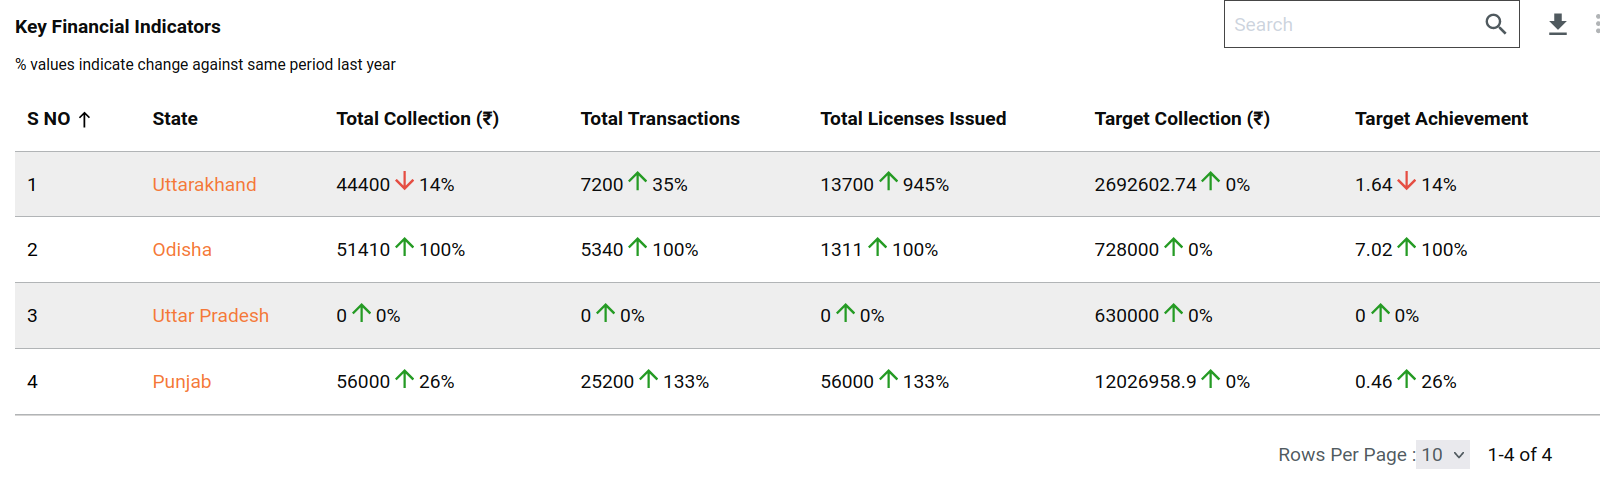 Key Financial Indicators
Search
% values indicate change against same period last year
S NO ↑ State Total Collection (₹) Total Transactions Total Licenses Issued Target Collection (₹) Target Achievement
1 Uttarakhand 44400 ↓ 14% 7200 ↑ 35% 13700 ↑ 945% 2692602.74 ↑ 0% 1.64 ↓ 14%
2 Odisha 51410 ↑ 100% 5340 ↑ 100% 1311 ↑ 100% 728000 ↑ 0% 7.02 ↑ 100%
3 Uttar Pradesh 0 ↑ 0% 0 ↑ 0% 0 ↑ 0% 630000 ↑ 0% 0 ↑ 0%
4 Punjab 56000 ↑ 26% 25200 ↑ 133% 56000 ↑ 133% 12026958.9 ↑ 0% 0.46 ↑ 26%
Rows Per Page : 10 1-4 of 4